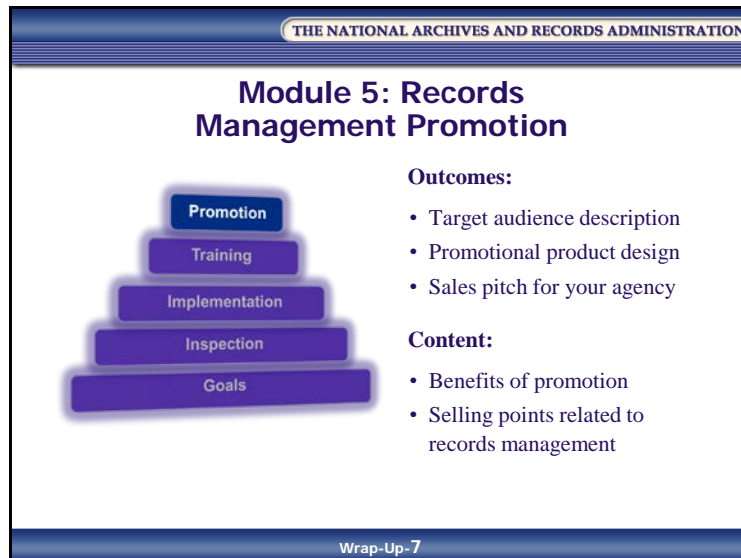 THE NATIONAL ARCHIVES AND RECORDS ADMINISTRATION
Module 5: Records
Management Promotion
Promotion
Training
Implementation
Inspection
Goals
Outcomes:
• Target audience description
• Promotional product design
• Sales pitch for your agency
Content:
• Benefits of promotion
• Selling points related to
records management
Wrap-Up-7